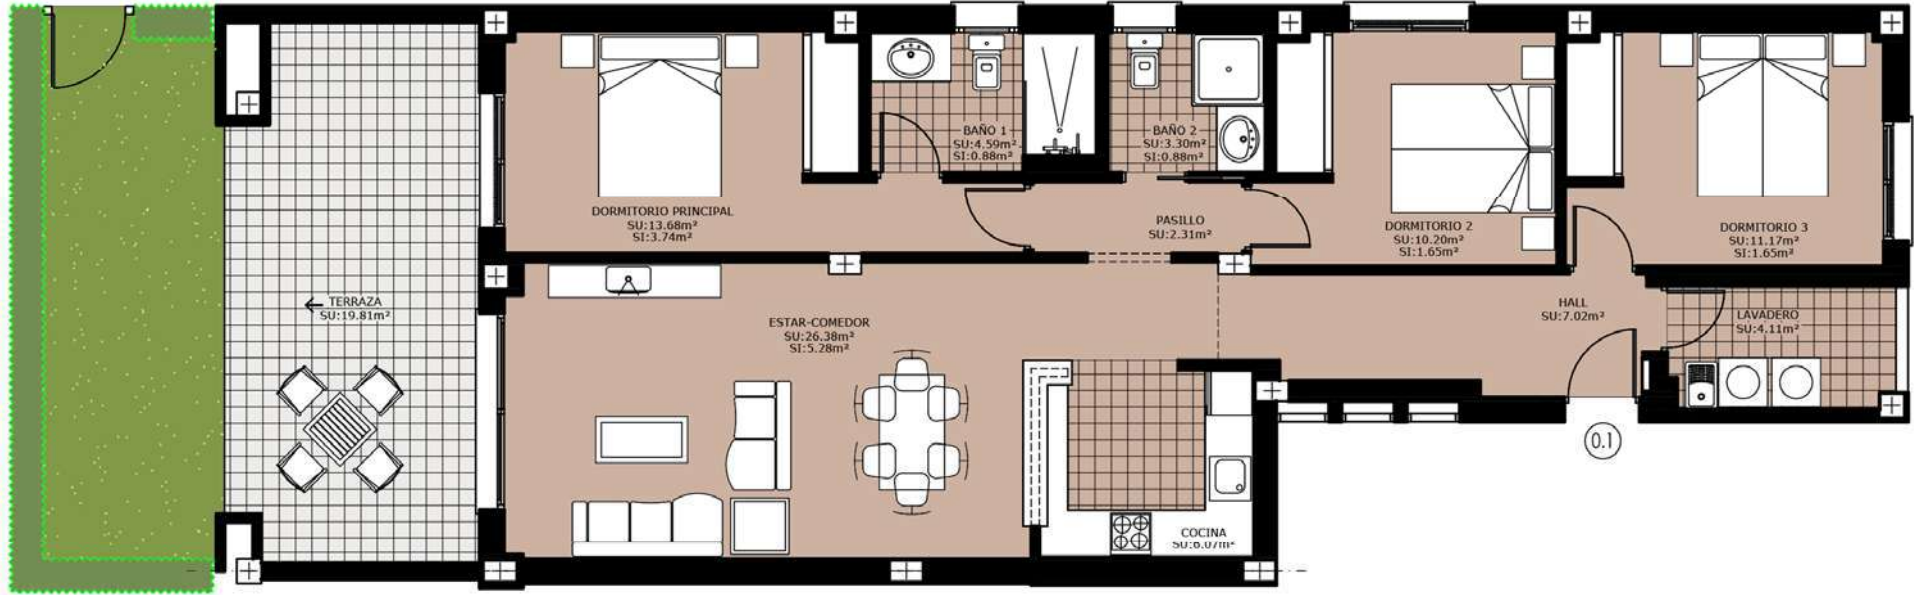 BAÑO 1
SU:4.59m²
SI:0.88m²
BAÑO 2
SU:3.30m²
SI:0.88m²
DORMITORIO PRINCIPAL
SU:13.68m²
SI:3.74m²
PASILLO
SU:2.31m²
DORMITORIO 2
SU:10.20m²
SI:1.65m²
DORMITORIO 3
SU:11.17m²
SI:1.65m²
TERRAZA
SU:19.81m²
ESTAR-COMEDOR
SU:26.38m²
SI:5.28m²
HALL
SU:7.02m²
LAVADERO
SU:4.11m²
0.1
COCINA
SU:6.07m²